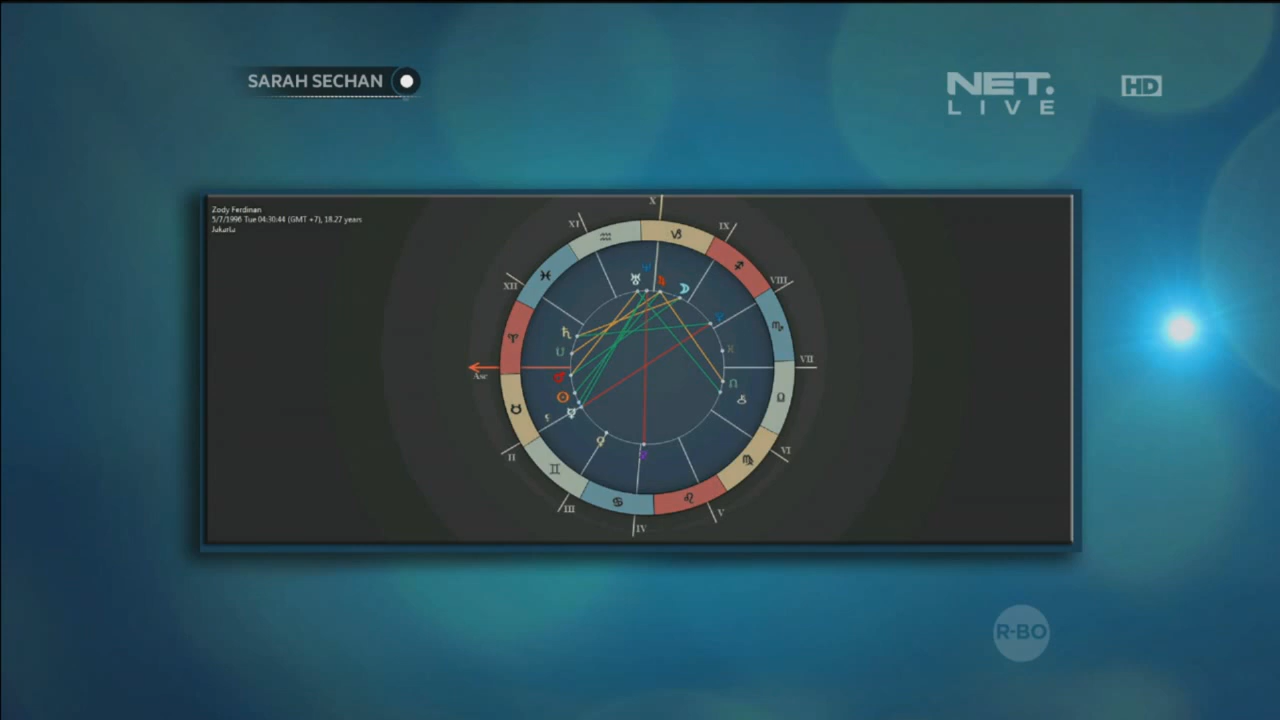 SARAH SECHAN
NET.
LIVE
HD
Zody Ferdinan
5/7/1996 Tue 04:30:44 (GMT +7), 18.27 years
Jakarta
X
XI
IX
XII
VIII
Asc
VII
II
VI
III
V
IV
R-BO